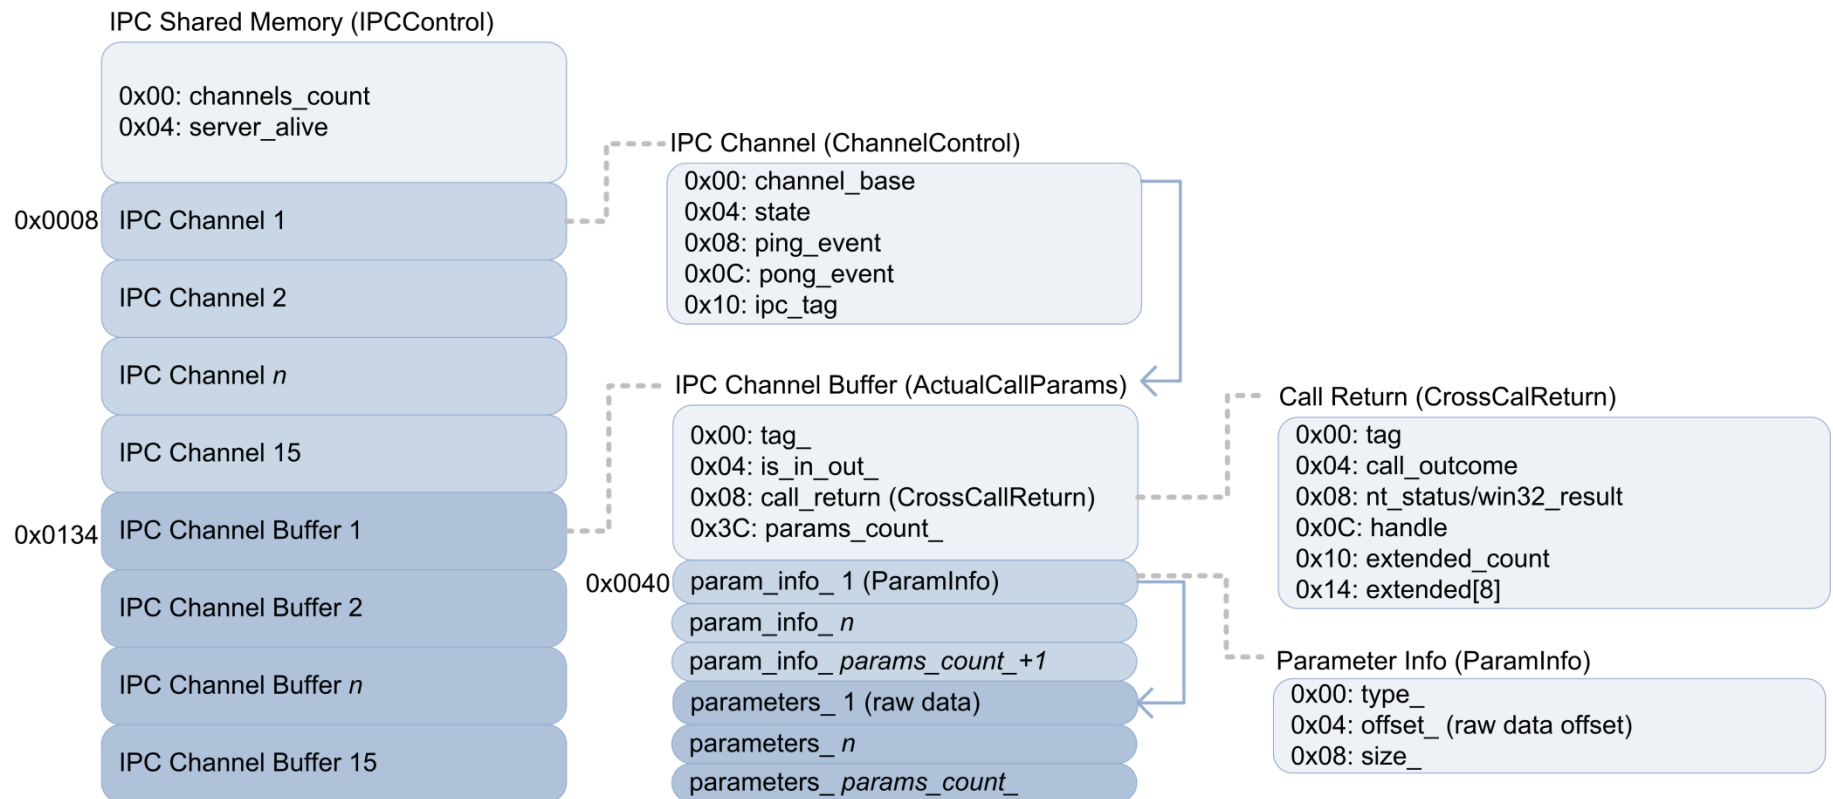 IPC Shared Memory (IPCControl)
0x00: channels_count
0x04: server_alive
0x0008
IPC Channel 1
IPC Channel 2
IPC Channel n
IPC Channel 15
0x0134
IPC Channel Buffer 1
IPC Channel Buffer 2
IPC Channel Buffer n
IPC Channel Buffer 15
IPC Channel (ChannelControl)
0x00: channel_base
0x04: state
0x08: ping_event
0x0C: pong_event
0x10: ipc_tag
IPC Channel Buffer (ActualCallParams)
0x00: tag_
0x04: is_in_out_
0x08: call_return (CrossCallReturn)
0x3C: params_count_
0x0040
param_info_ 1 (ParamInfo)
param_info_ n
param_info_ params_count_+1
parameters_ 1 (raw data)
parameters_ n
parameters_ params_count_
Call Return (CrossCalReturn)
0x00: tag
0x04: call_outcome
0x08: nt_status/win32_result
0x0C: handle
0x10: extended_count
0x14: extended[8]
Parameter Info (ParamInfo)
0x00: type_
0x04: offset_ (raw data offset)
0x08: size_